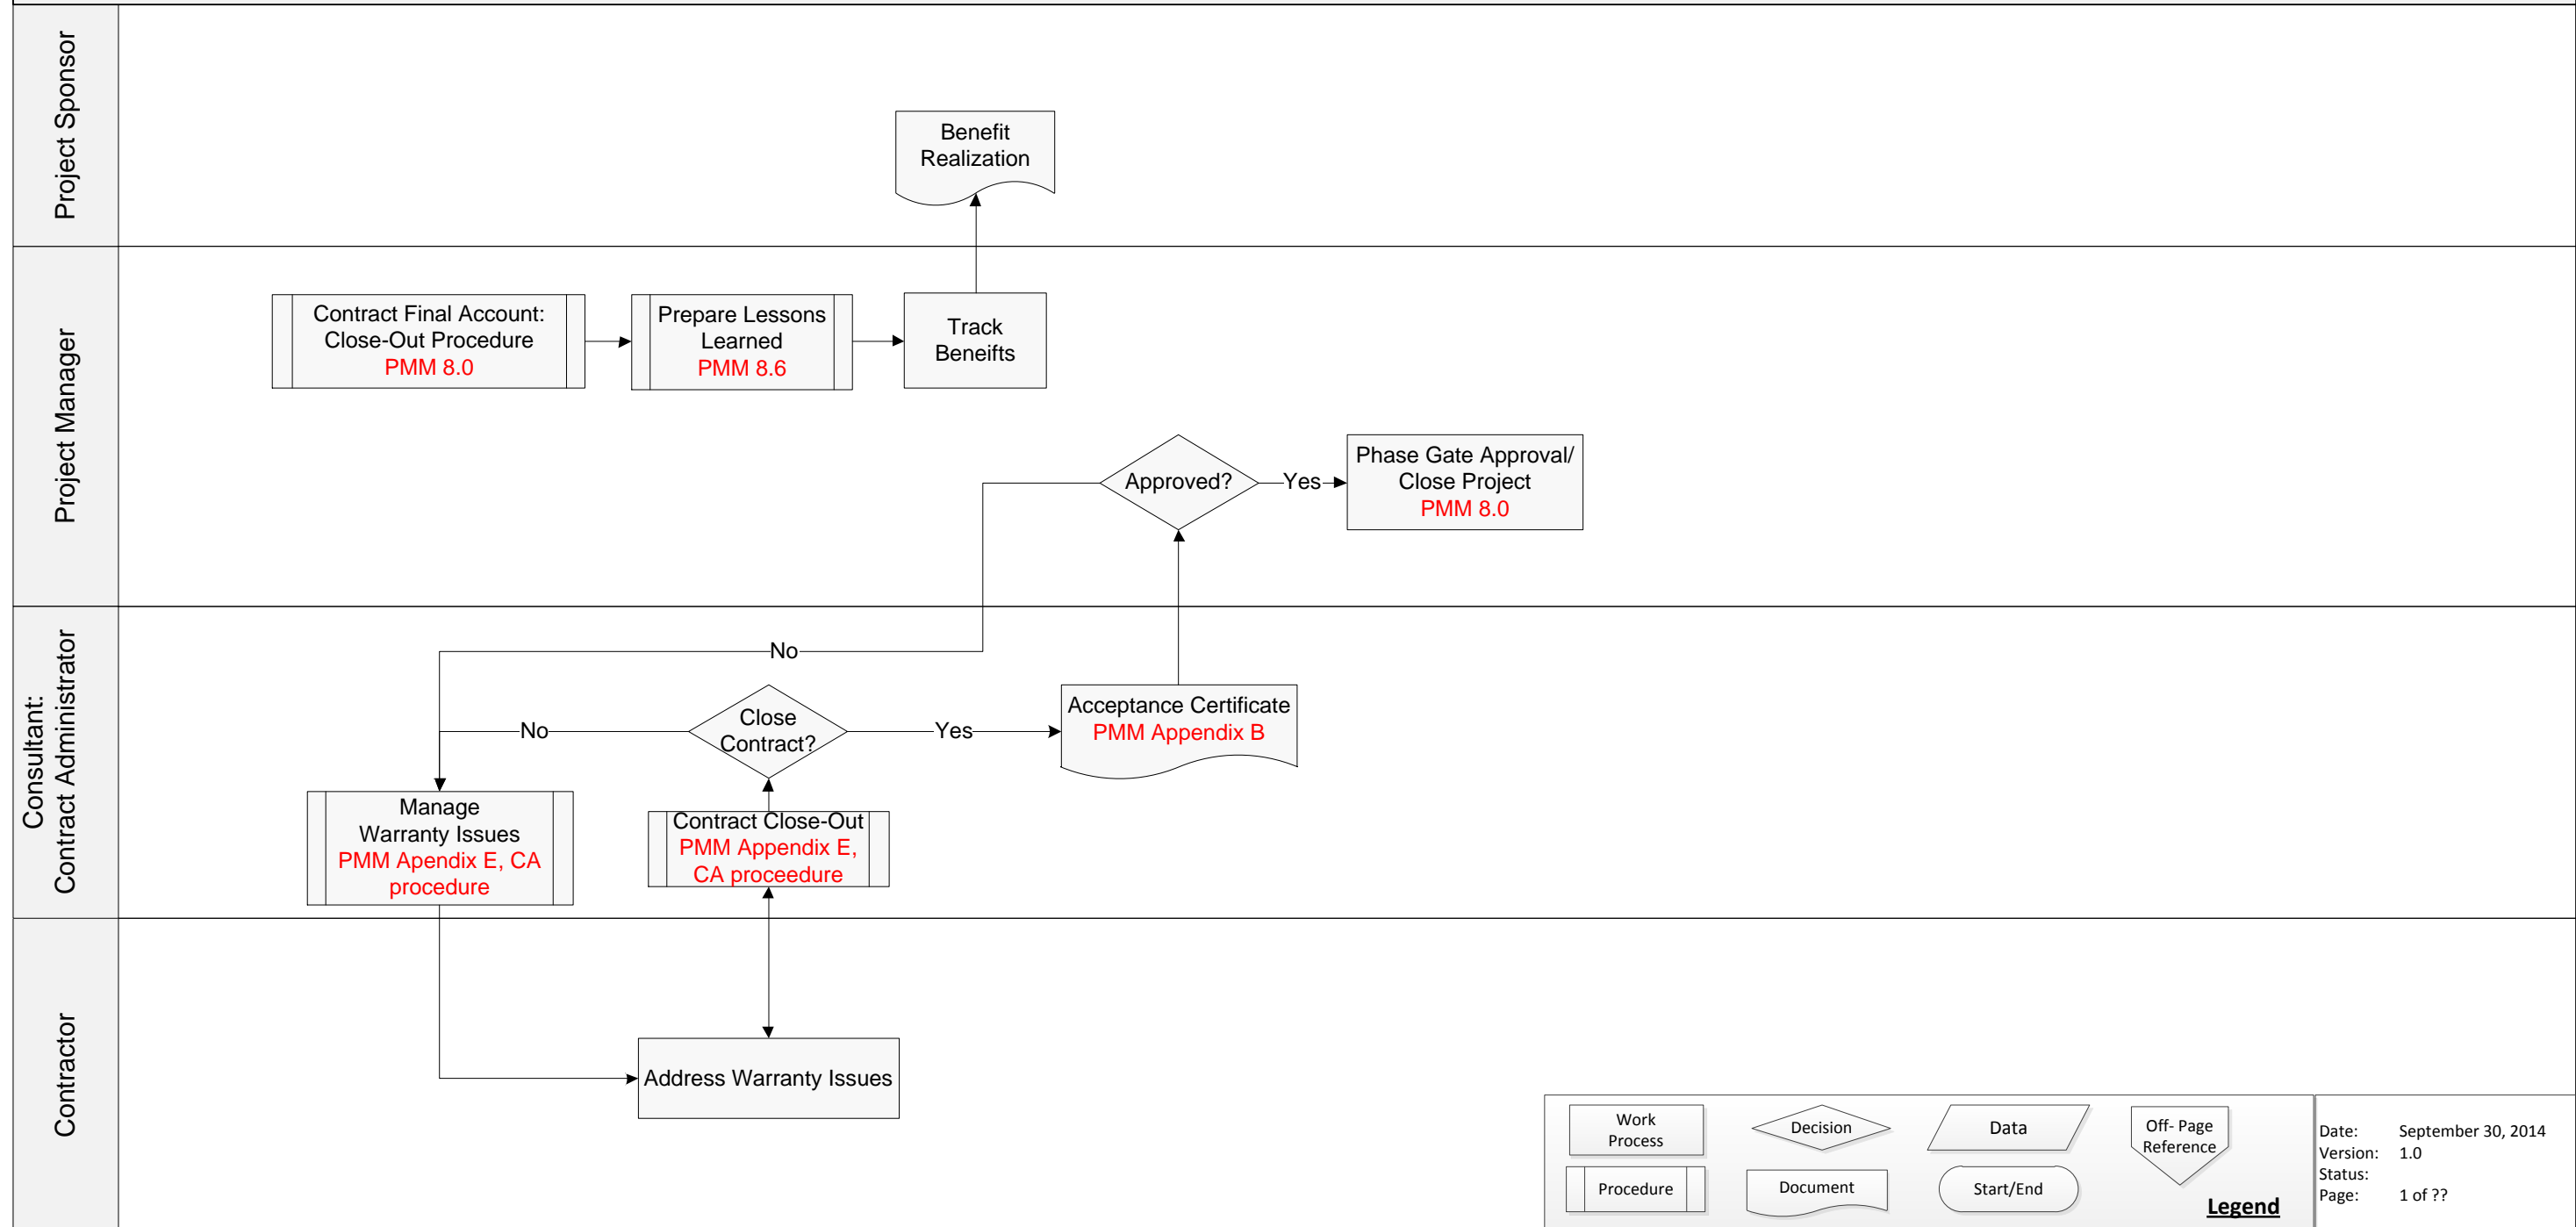 Project Sponsor
Benefit
Realization
Project Manager
Contract Final Account:
Close-Out Procedure
PMM 8.0
Prepare Lessons
Learned
PMM 8.6
Track
Beneifts
Approved?
Yes
Phase Gate Approval/
Close Project
PMM 8.0
Consultant:
Contract Administrator
No
Close
Contract?
No
Yes
Acceptance Certificate
PMM Appendix B
Manage
Warranty Issues
PMM Apendix E, CA
procedure
Contract Close-Out
PMM Appendix E,
CA proceedure
Contractor
Address Warranty Issues
Work
Process
Decision
Data
Off- Page
Reference
Procedure
Document
Start/End
Legend
Date: September 30, 2014
Version: 1.0
Status:
Page: 1 of ??